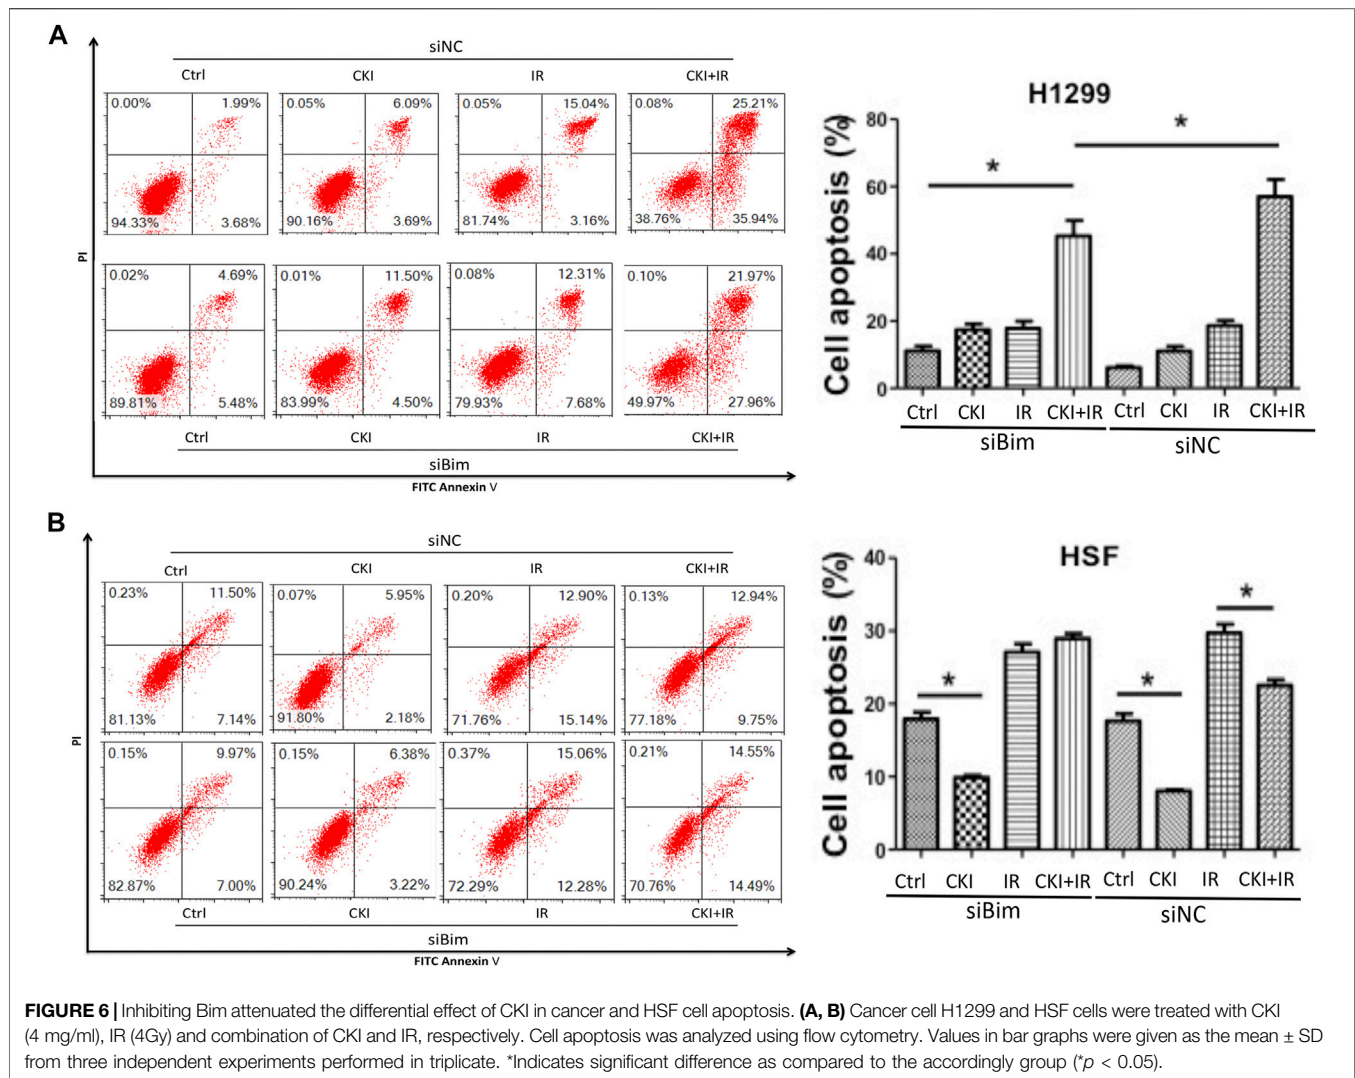 A
siNC
Ctrl CKI IR CKI+IR
0.00% 1.99% 0.05% 6.09% 0.05% 15.04% 0.08% 25.21%
94.33% 3.68% 90.16% 3.69% 81.74% 3.16% 38.76% 35.94%
PI
0.02% 4.69% 0.01% 11.50% 0.08% 12.31% 0.10% 21.97%
89.81% 5.48% 83.99% 4.50% 79.93% 7.68% 49.97% 27.96%
Ctrl CKI IR CKI+IR
siBim
FITC Annexin V
H1299
Cell apoptosis (%)
80
60
40
20
0
* *
Ctrl CKI IR CKI+IR Ctrl CKI IR CKI+IR
siBim siNC
B
siNC
Ctrl CKI IR CKI+IR
0.23% 11.50% 0.07% 5.95% 0.20% 12.90% 0.13% 12.94%
81.13% 7.14% 91.80% 2.18% 71.76% 15.14% 77.18% 9.75%
PI
0.15% 9.97% 0.15% 6.38% 0.37% 15.06% 0.21% 14.55%
82.87% 7.00% 90.24% 3.22% 72.29% 12.28% 70.76% 14.49%
Ctrl CKI IR CKI+IR
siBim
FITC Annexin V
HSF
Cell apoptosis (%)
40
30
20
10
0
* * *
Ctrl CKI IR CKI+IR Ctrl CKI IR CKI+IR
siBim siNC
FIGURE 6 | Inhibiting Bim attenuated the differential effect of CKI in cancer and HSF cell apoptosis. (A, B) Cancer cell H1299 and HSF cells were treated with CKI
(4 mg/ml), IR (4Gy) and combination of CKI and IR, respectively. Cell apoptosis was analyzed using flow cytometry. Values in bar graphs were given as the mean ± SD
from three independent experiments performed in triplicate. *Indicates significant difference as compared to the accordingly group (*p < 0.05).